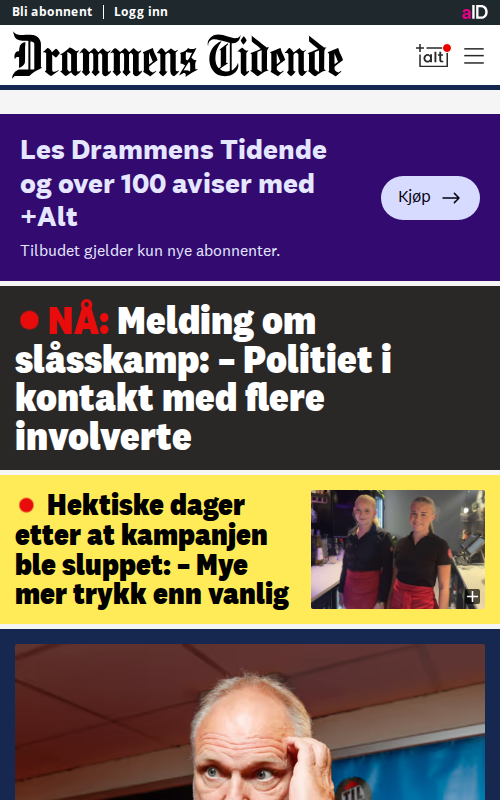 Bli abonnent | Logg inn
aID
Drammens Tidende
+alt
Les Drammens Tidende
og over 100 aviser med
+Alt
Tilbudet gjelder kun nye abonnenter.
Kjøp →
NÅ: Melding om
slåsskamp: – Politiet i
kontakt med flere
involverte
Hektiske dager
etter at kampanjen
ble sluppet: – Mye
mer trykk enn vanlig
TIL